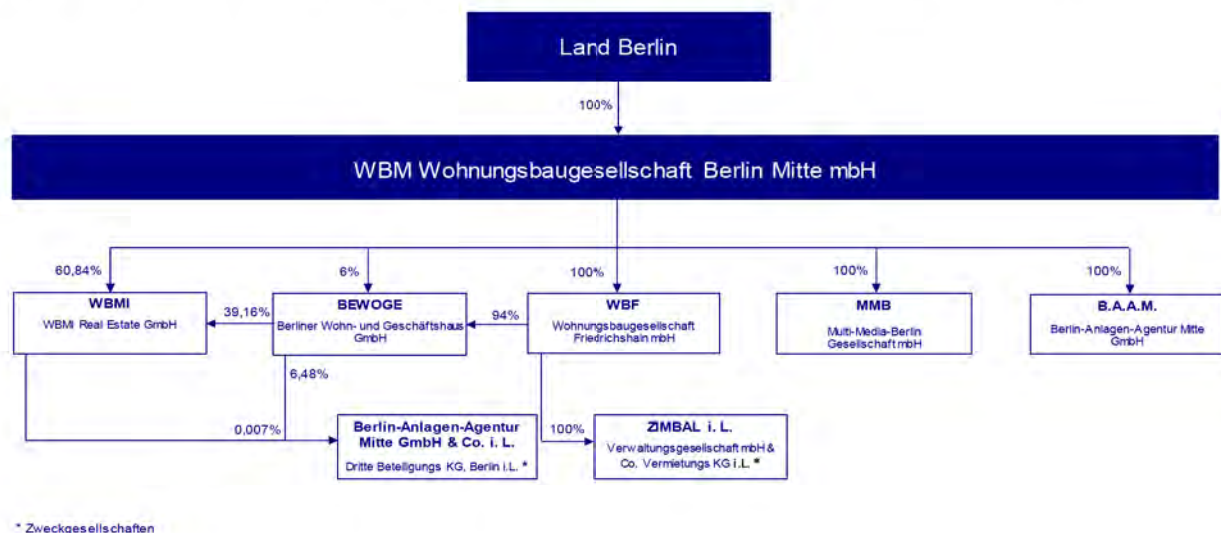 Land Berlin
100%
WBM Wohnungsbaugesellschaft Berlin Mitte mbH
60,84%
6%
100%
100%
100%
WBMI
WBMI Real Estate GmbH
39,16%
BEWOGE
Berliner Wohn- und Geschäftshaus
GmbH
94%
WBF
Wohnungsbaugesellschaft
Friedrichshain mbH
MMB
Multi-Media-Berlin
Gesellschaft mbH
B.A.A.M.
Berlin-Anlagen-Agentur Mitte
GmbH
6,48%
0,007%
Berlin-Anlagen-Agentur
Mitte GmbH & Co. i. L.
Dritte Beteiligungs KG, Berlin i.L. *
100%
ZIMBAL i. L.
Verwaltungsgesellschaft mbH &
Co. Vermietungs KG i.L. *
* Zweckgesellschaften